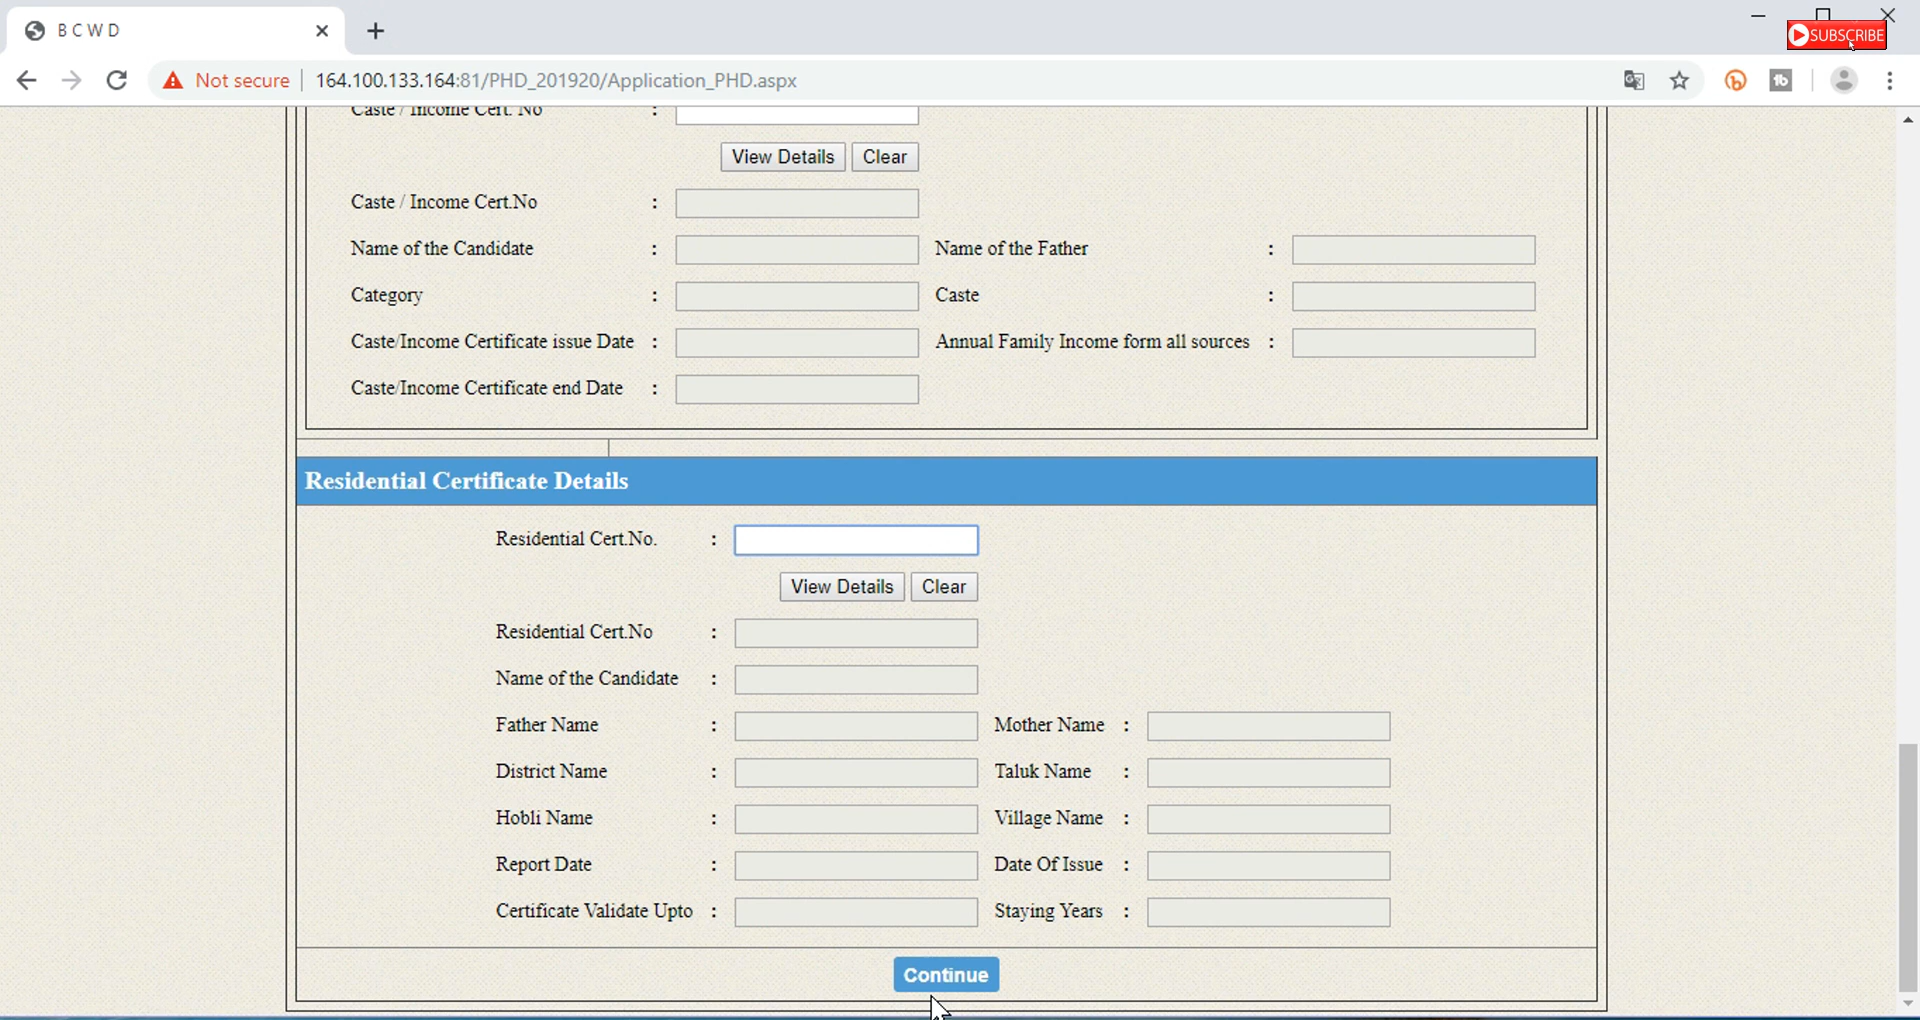 B C W D
SUBSCRIBE
Not secure 164.100.133.164:81/PHD_201920/Application_PHD.aspx
Caste / Income Cert. No :
View Details Clear
Caste / Income Cert.No :
Name of the Candidate : Name of the Father :
Category : Caste :
Caste/Income Certificate issue Date : Annual Family Income form all sources :
Caste/Income Certificate end Date :
Residential Certificate Details
Residential Cert.No. :
View Details Clear
Residential Cert.No :
Name of the Candidate :
Father Name : Mother Name :
District Name : Taluk Name :
Hobli Name : Village Name :
Report Date : Date Of Issue :
Certificate Validate Upto : Staying Years :
Continue